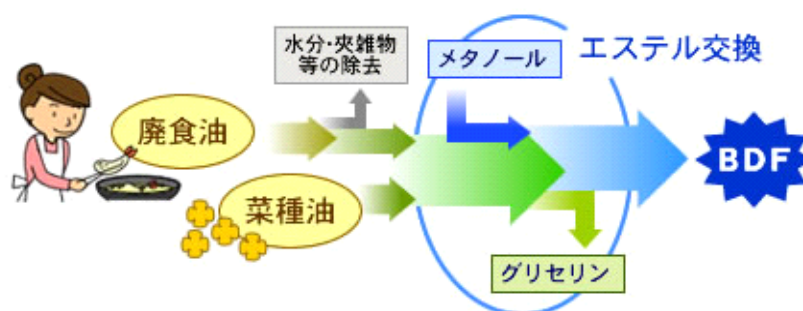 水分・夾雑物
等の除去
メタノール
エステル交換
廃食油
BDF
菜種油
グリセリン